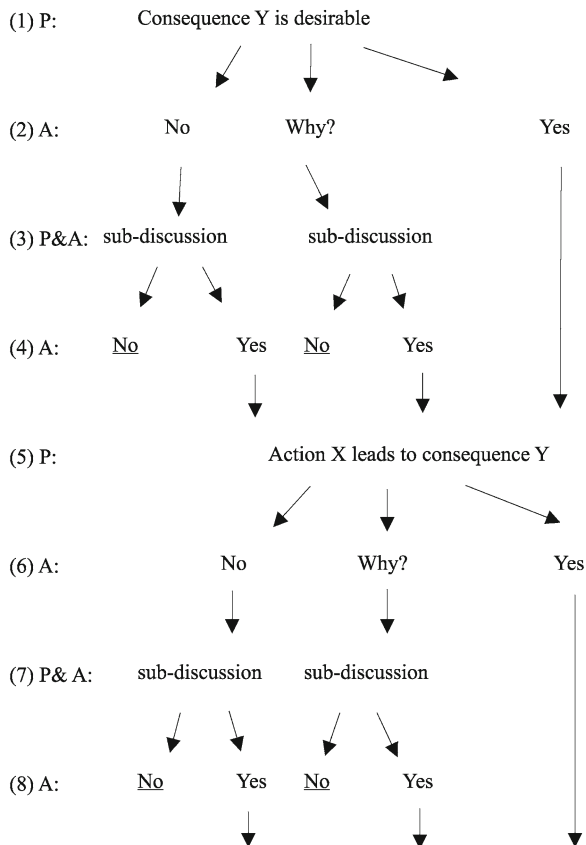 (1) P: Consequence Y is desirable
(2) A: No Why? Yes
(3) P&A: sub-discussion sub-discussion
(4) A: No Yes No Yes
(5) P: Action X leads to consequence Y
(6) A: No Why? Yes
(7) P& A: sub-discussion sub-discussion
(8) A: No Yes No Yes